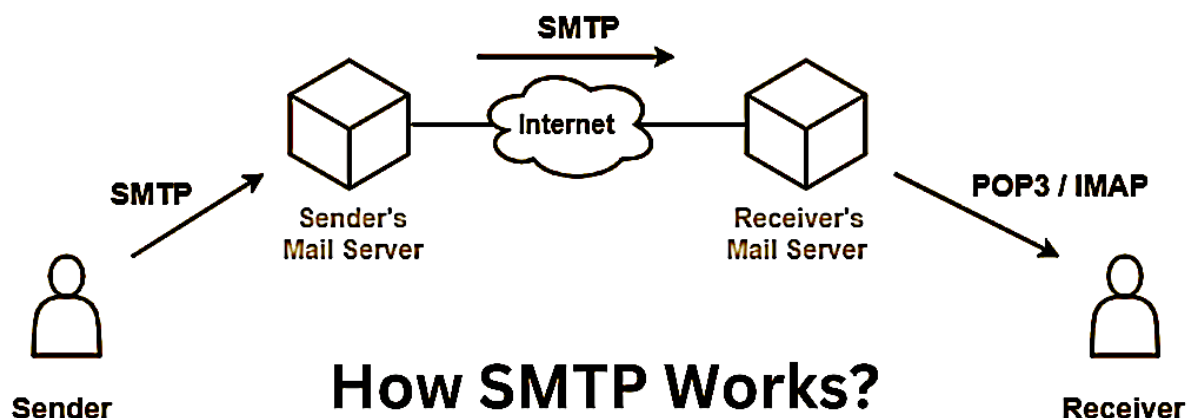 SMTP
Internet
SMTP
Sender's
Mail Server
Receiver's
Mail Server
POP3 / IMAP
How SMTP Works?
Sender
Receiver